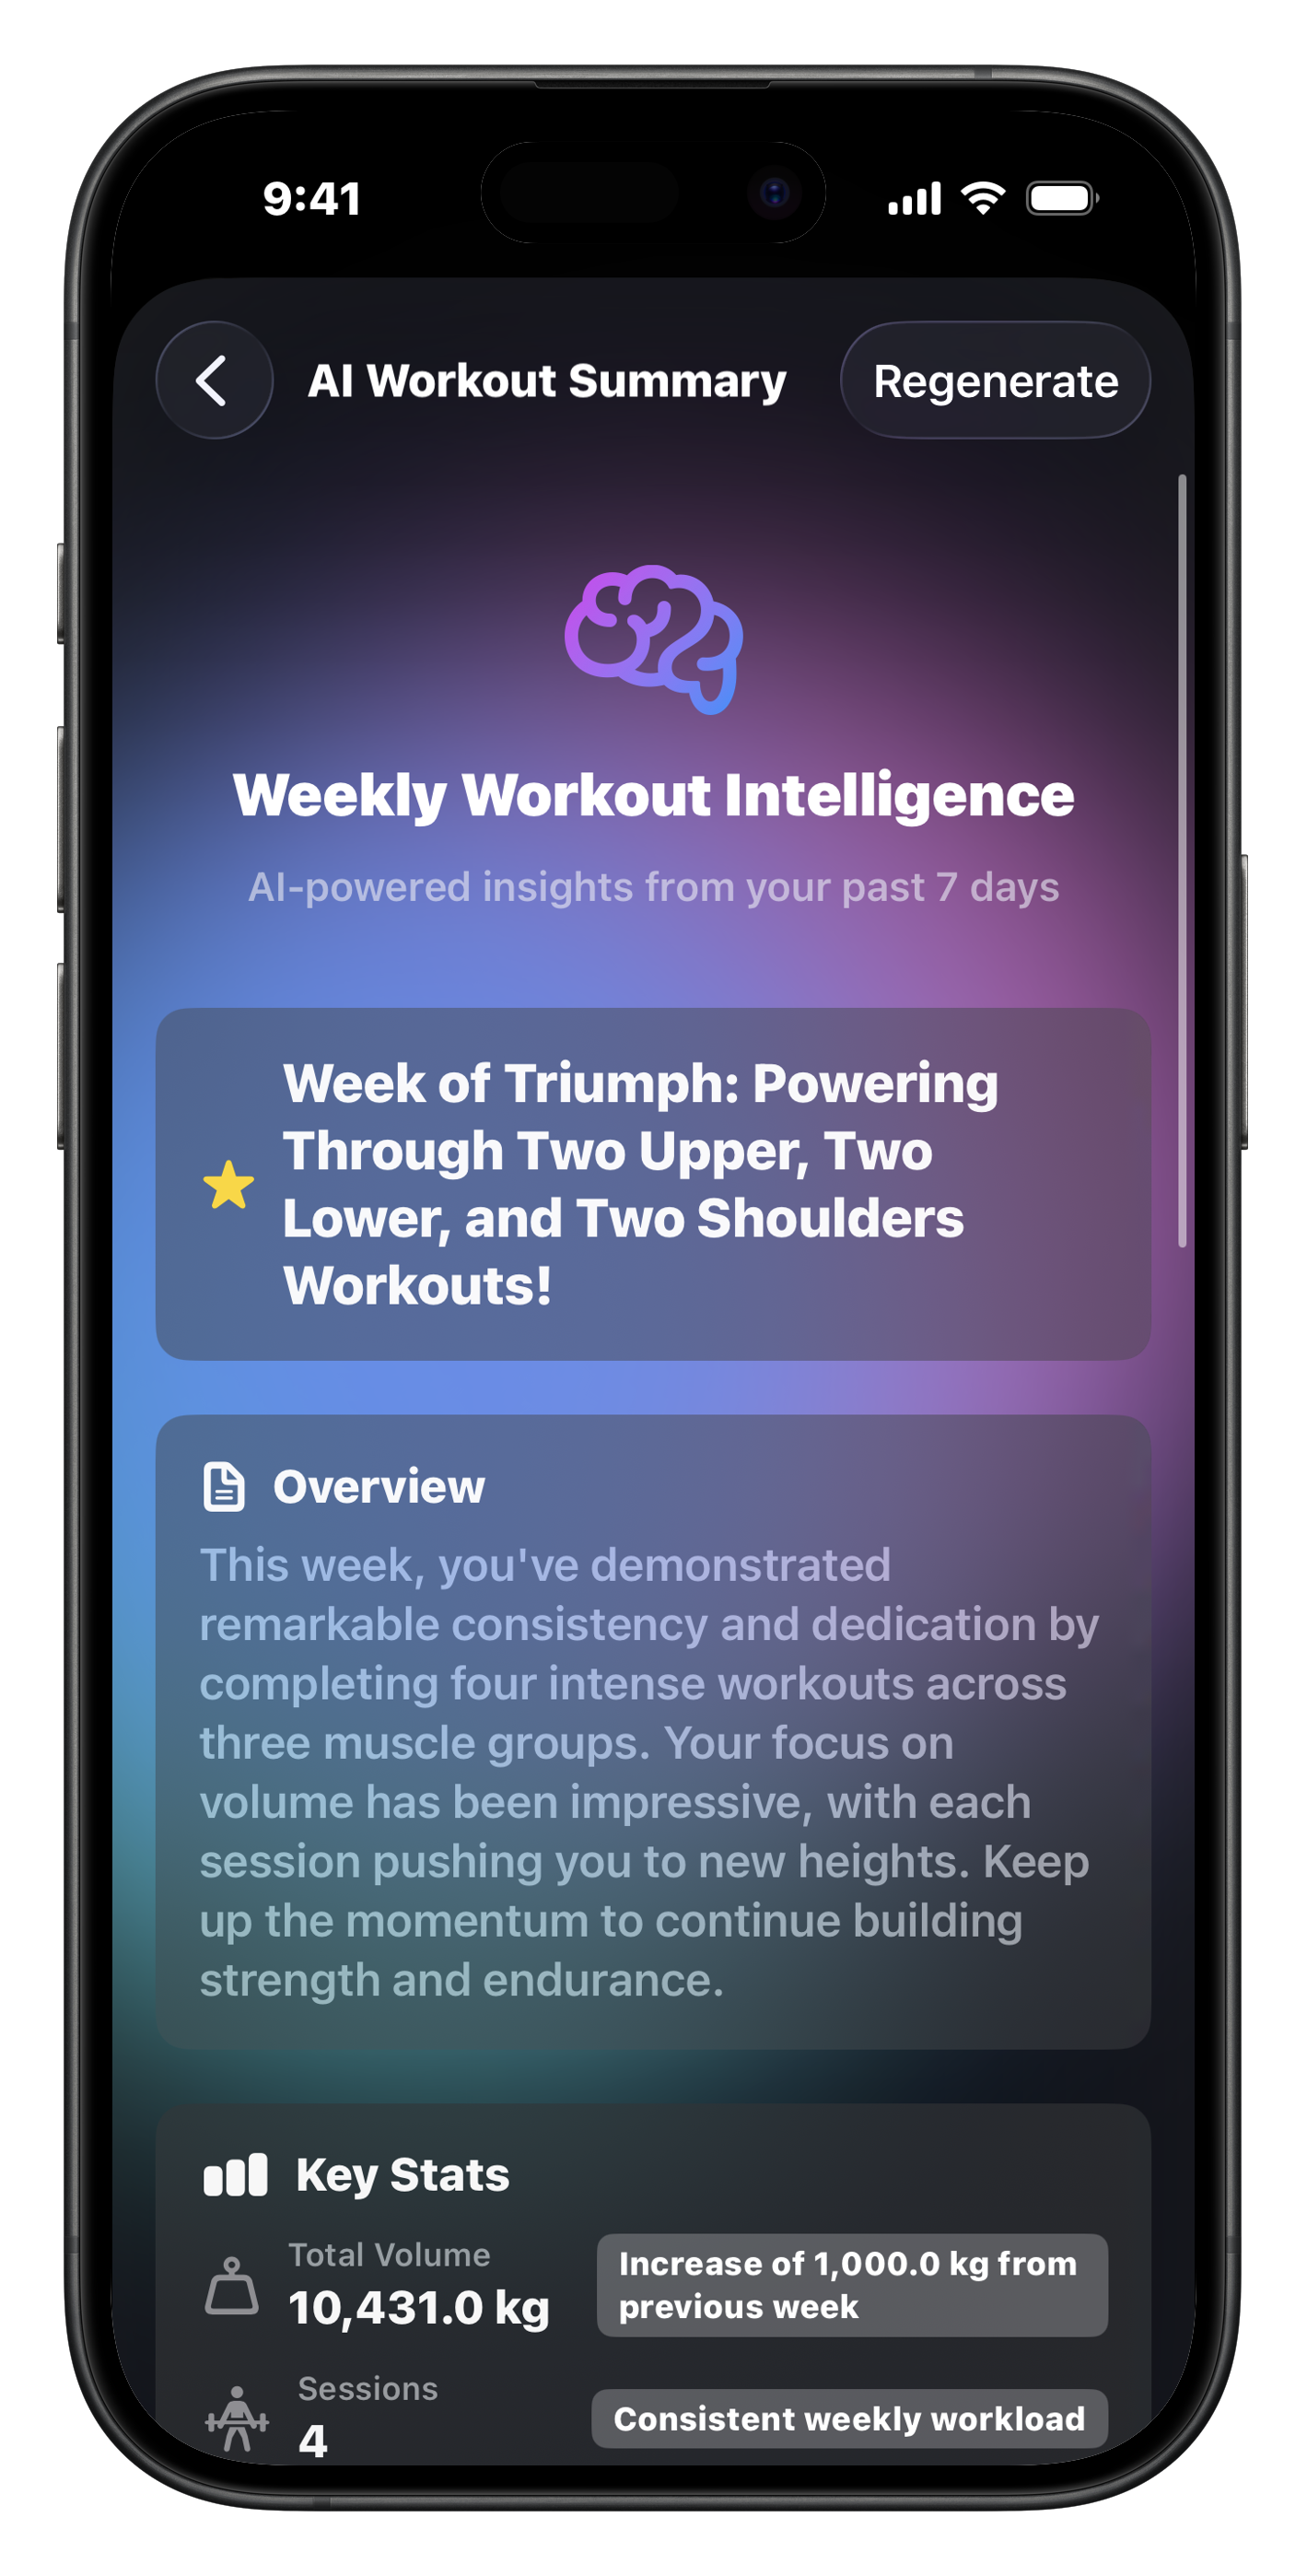 9:41
AI Workout Summary
Regenerate
Weekly Workout Intelligence
AI-powered insights from your past 7 days
Week of Triumph: Powering
Through Two Upper, Two
Lower, and Two Shoulders
Workouts!
Overview
This week, you've demonstrated
remarkable consistency and dedication by
completing four intense workouts across
three muscle groups. Your focus on
volume has been impressive, with each
session pushing you to new heights. Keep
up the momentum to continue building
strength and endurance.
Key Stats
Total Volume
10,431.0 kg
Increase of 1,000.0 kg from
previous week
Sessions
4
Consistent weekly workload